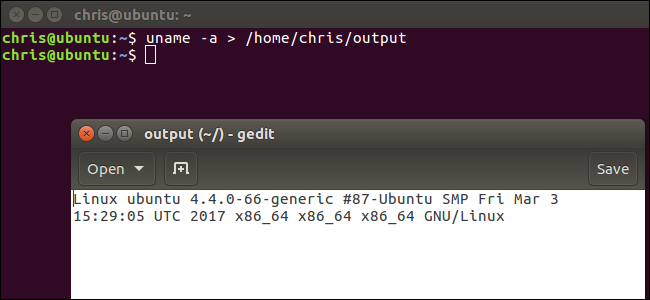 chris@ubuntu: ~
chris@ubuntu:~$ uname -a > /home/chris/output
chris@ubuntu:~$
output (~/) - gedit
Open
Save
Linux ubuntu 4.4.0-66-generic #87-Ubuntu SMP Fri Mar 3
15:29:05 UTC 2017 x86_64 x86_64 x86_64 GNU/Linux